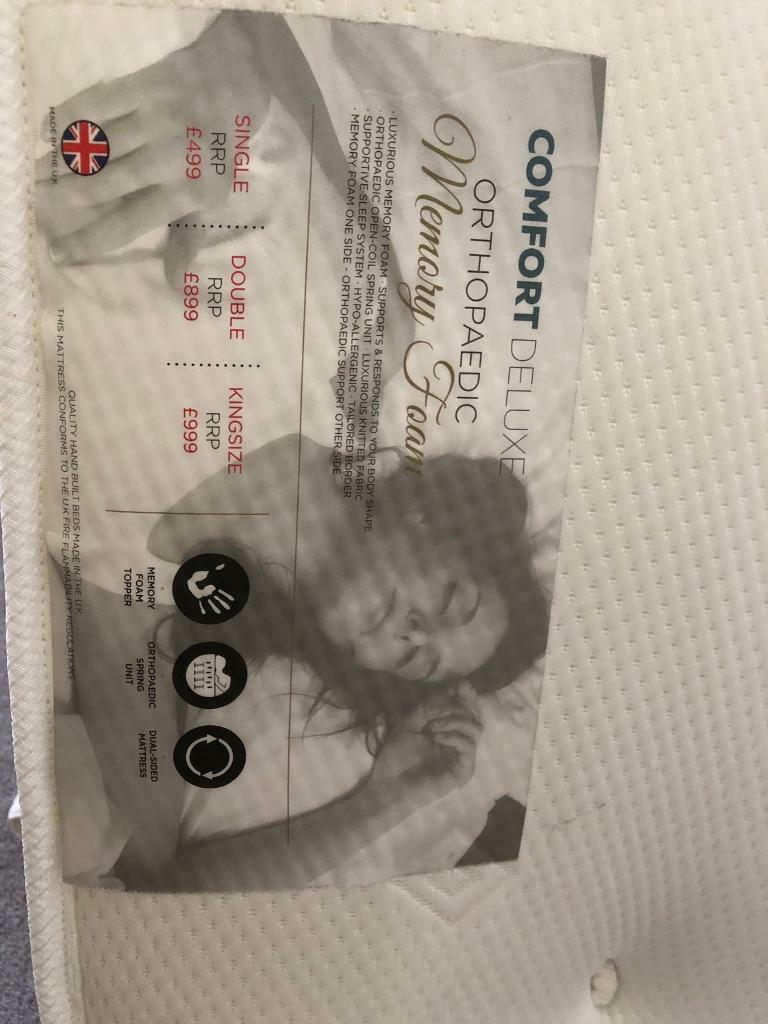 COMFORT DELUXE
ORTHOPAEDIC
Memory Foam
· LUXURIOUS MEMORY FOAM · SUPPORTS & RESPONDS TO YOUR BODY SHAPE
· ORTHOPAEDIC OPEN-COIL SPRING UNIT · LUXURIOUS KNITTED FABRIC
· SUPPORTIVE SLEEP SYSTEM · HYPO-ALLERGENIC · TAILORED BORDER
· MEMORY FOAM ONE SIDE - ORTHOPAEDIC SUPPORT OTHER SIDE
SINGLE
RRP
£499
DOUBLE
RRP
£899
KINGSIZE
RRP
£999
MEMORY
FOAM
TOPPER
ORTHOPAEDIC
SPRING
UNIT
DUAL-SIDED
MATTRESS
MADE IN THE U.K
QUALITY HAND BUILT BEDS MADE IN THE U.K
THIS MATTRESS CONFORMS TO THE U.K FIRE FLAMMABILITY REGULATIONS